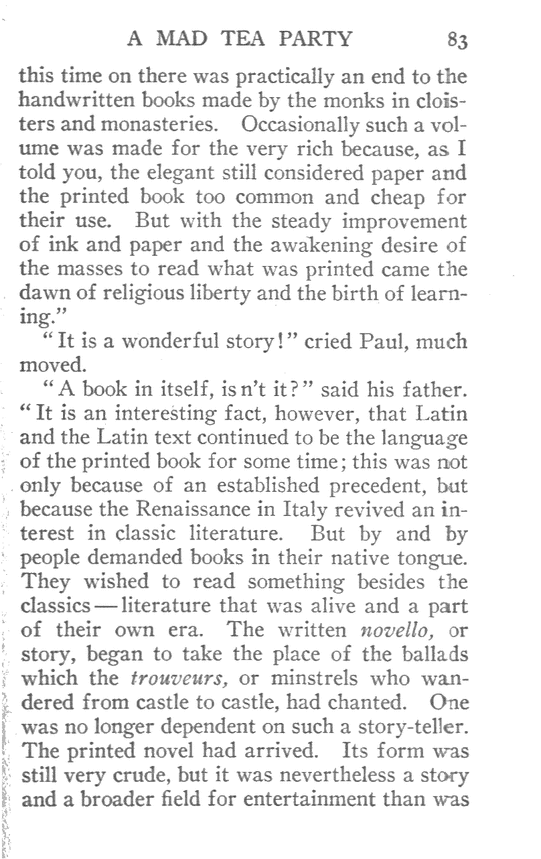 A MAD TEA PARTY 83
this time on there was practically an end to the
handwritten books made by the monks in clois-
ters and monasteries. Occasionally such a vol-
ume was made for the very rich because, as I
told you, the elegant still considered paper and
the printed book too common and cheap for
their use. But with the steady improvement
of ink and paper and the awakening desire of
the masses to read what was printed came the
dawn of religious liberty and the birth of learn-
ing."
"It is a wonderful story!" cried Paul, much
moved.
"A book in itself, isn't it?" said his father.
"It is an interesting fact, however, that Latin
and the Latin text continued to be the language
of the printed book for some time; this was not
only because of an established precedent, but
because the Renaissance in Italy revived an in-
terest in classic literature. But by and by
people demanded books in their native tongue.
They wished to read something besides the
classics—literature that was alive and a part
of their own era. The written novello, or
story, began to take the place of the ballads
which the trouveurs, or minstrels who wan-
dered from castle to castle, had chanted. One
was no longer dependent on such a story-teller.
The printed novel had arrived. Its form was
still very crude, but it was nevertheless a story
and a broader field for entertainment than was